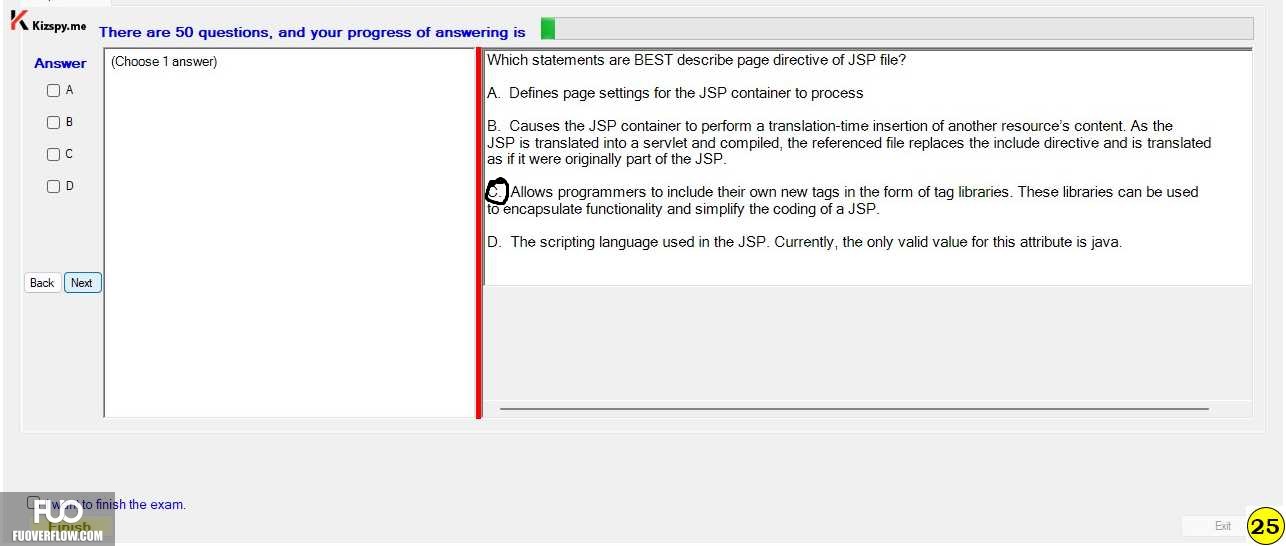 Kizspy.me
There are 50 questions, and your progress of answering is
Answer
(Choose 1 answer)
A
B
C
D
Back Next
Which statements are BEST describe page directive of JSP file?
A. Defines page settings for the JSP container to process
B. Causes the JSP container to perform a translation-time insertion of another resource's content. As the
JSP is translated into a servlet and compiled, the referenced file replaces the include directive and is translated
as if it were originally part of the JSP.
C. Allows programmers to include their own new tags in the form of tag libraries. These libraries can be used
to encapsulate functionality and simplify the coding of a JSP.
D. The scripting language used in the JSP. Currently, the only valid value for this attribute is java.
I want to finish the exam.
Finish
FUO
FUOVERFLOW.COM
Exit
25